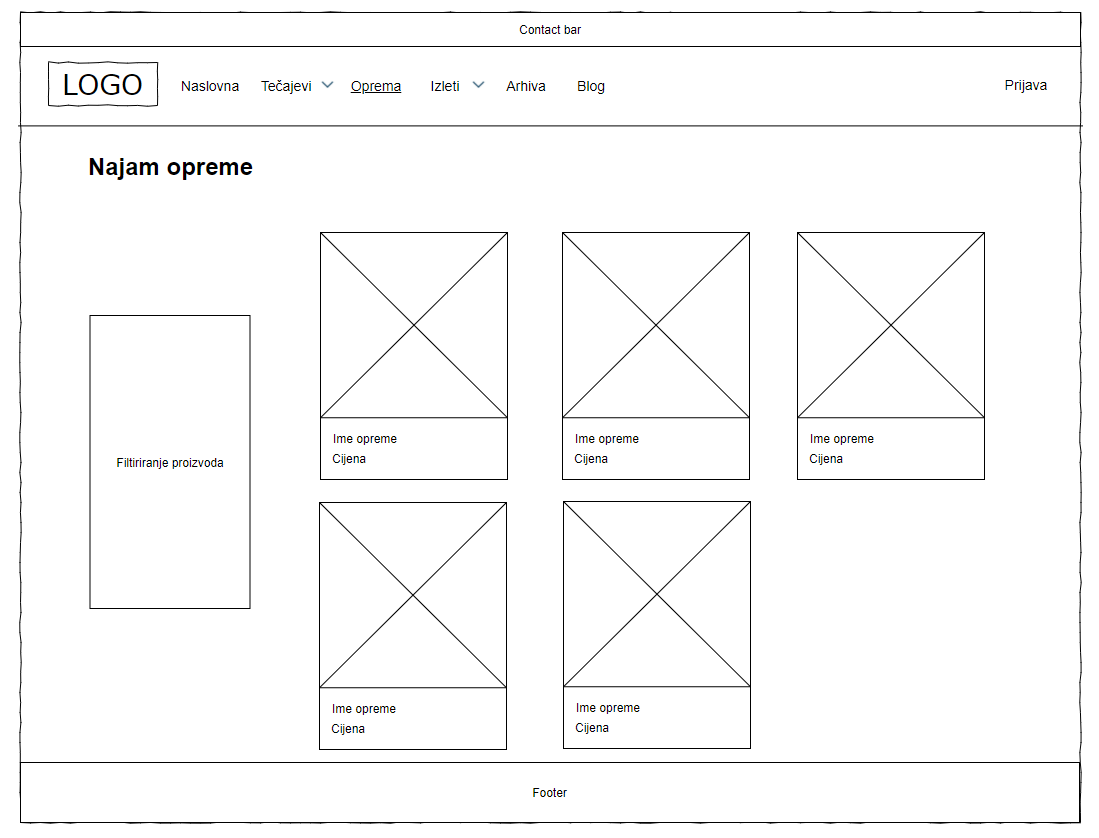 Contact bar
LOGO Naslovna Tečajevi Oprema Izleti Arhiva Blog Prijava
Najam opreme
Filtiriranje proizvoda
Ime opreme
Cijena
Ime opreme
Cijena
Ime opreme
Cijena
Ime opreme
Cijena
Ime opreme
Cijena
Footer